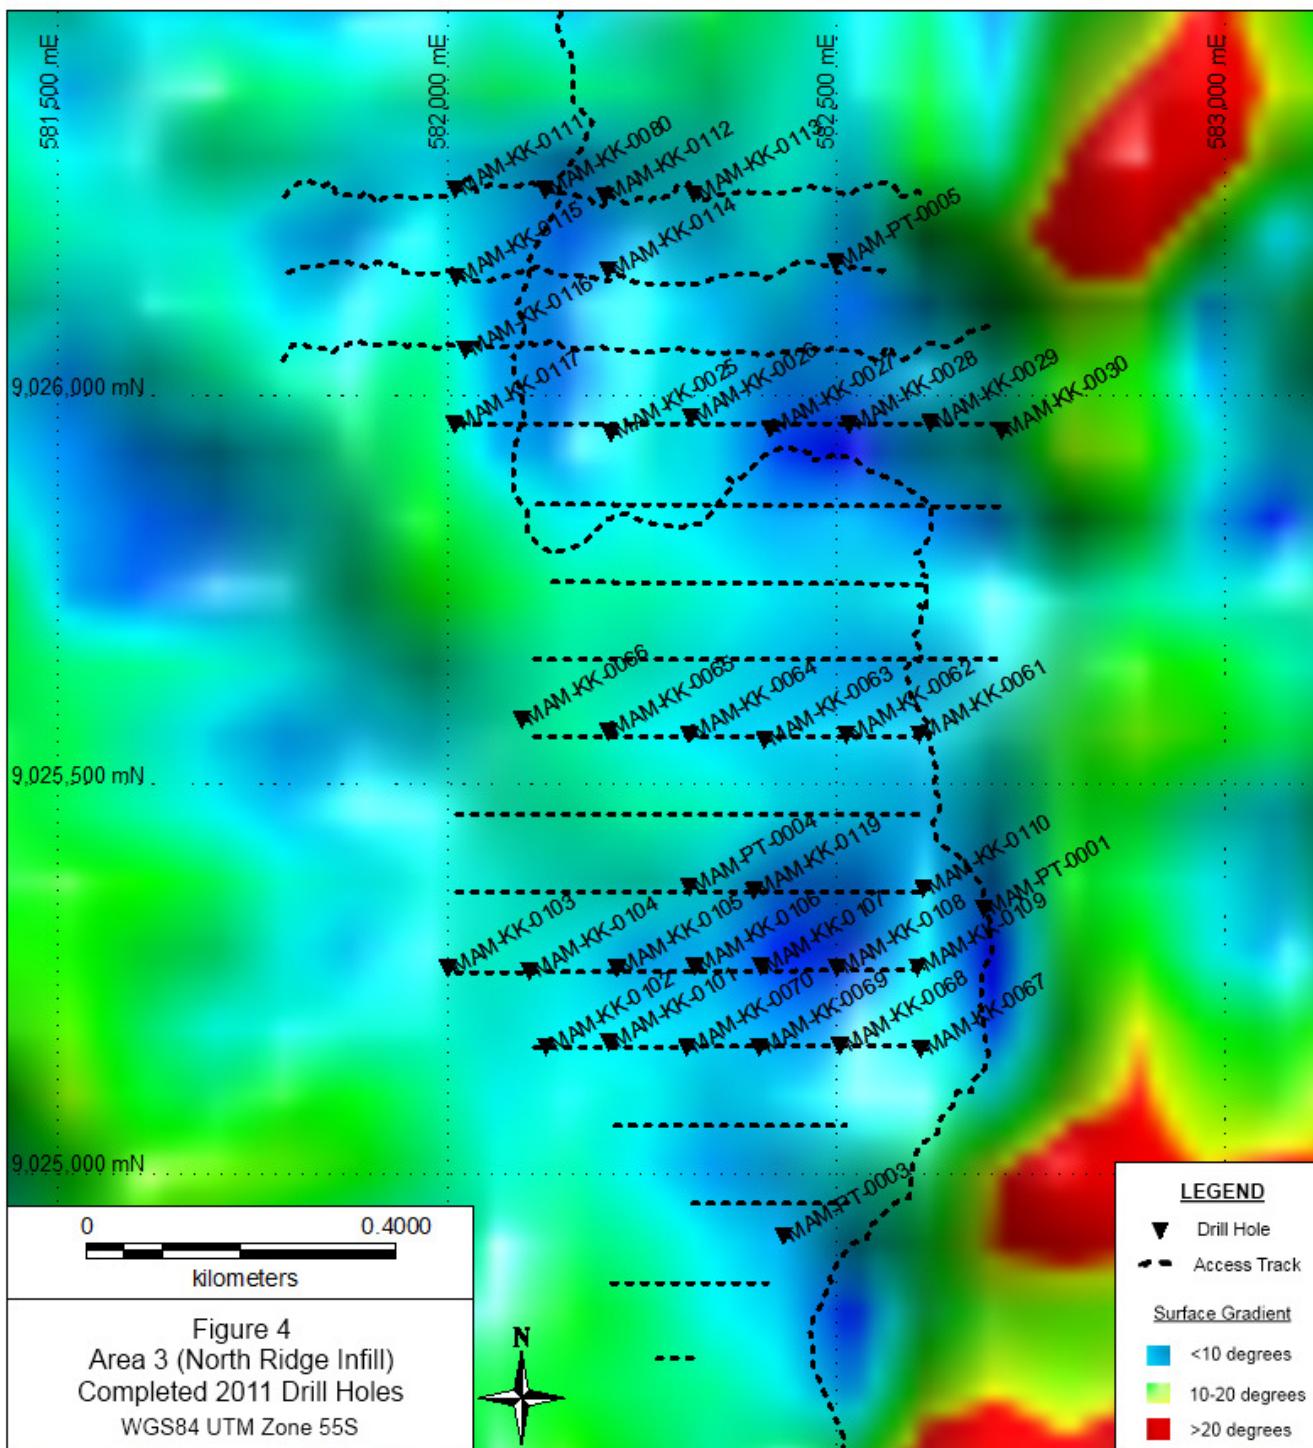 581,500 mE
582,000 mE
582,500 mE
583,000 mE
MAM-KK-0111
MAM-KK-0080
MAM-KK-0112
MAM-KK-0113
MAM-KK-0115
MAM-KK-0114
MAM-PT-0005
MAM-KK-0116
9,026,000 mN
MAM-KK-0117
MAM-KK-0025
MAM-KK-0026
MAM-KK-0027
MAM-KK-0028
MAM-KK-0029
MAM-KK-0030
MAM-KK-0066
MAM-KK-0065
MAM-KK-0064
MAM-KK-0063
MAM-KK-0062
MAM-KK-0061
9,025,500 mN
MAM-PT-0004
MAM-KK-0119
MAM-KK-0110
MAM-PT-0001
MAM-KK-0103
MAM-KK-0104
MAM-KK-0105
MAM-KK-0106
MAM-KK-0107
MAM-KK-0108
MAM-KK-0109
MAM-KK-0102
MAM-KK-0101
MAM-KK-0070
MAM-KK-0069
MAM-KK-0068
MAM-KK-0067
9,025,000 mN
MAM-PT-0003
0 0.4000
kilometers
Figure 4
Area 3 (North Ridge Infill)
Completed 2011 Drill Holes
WGS84 UTM Zone 55S
N
LEGEND
Drill Hole
Access Track
Surface Gradient
<10 degrees
10-20 degrees
>20 degrees